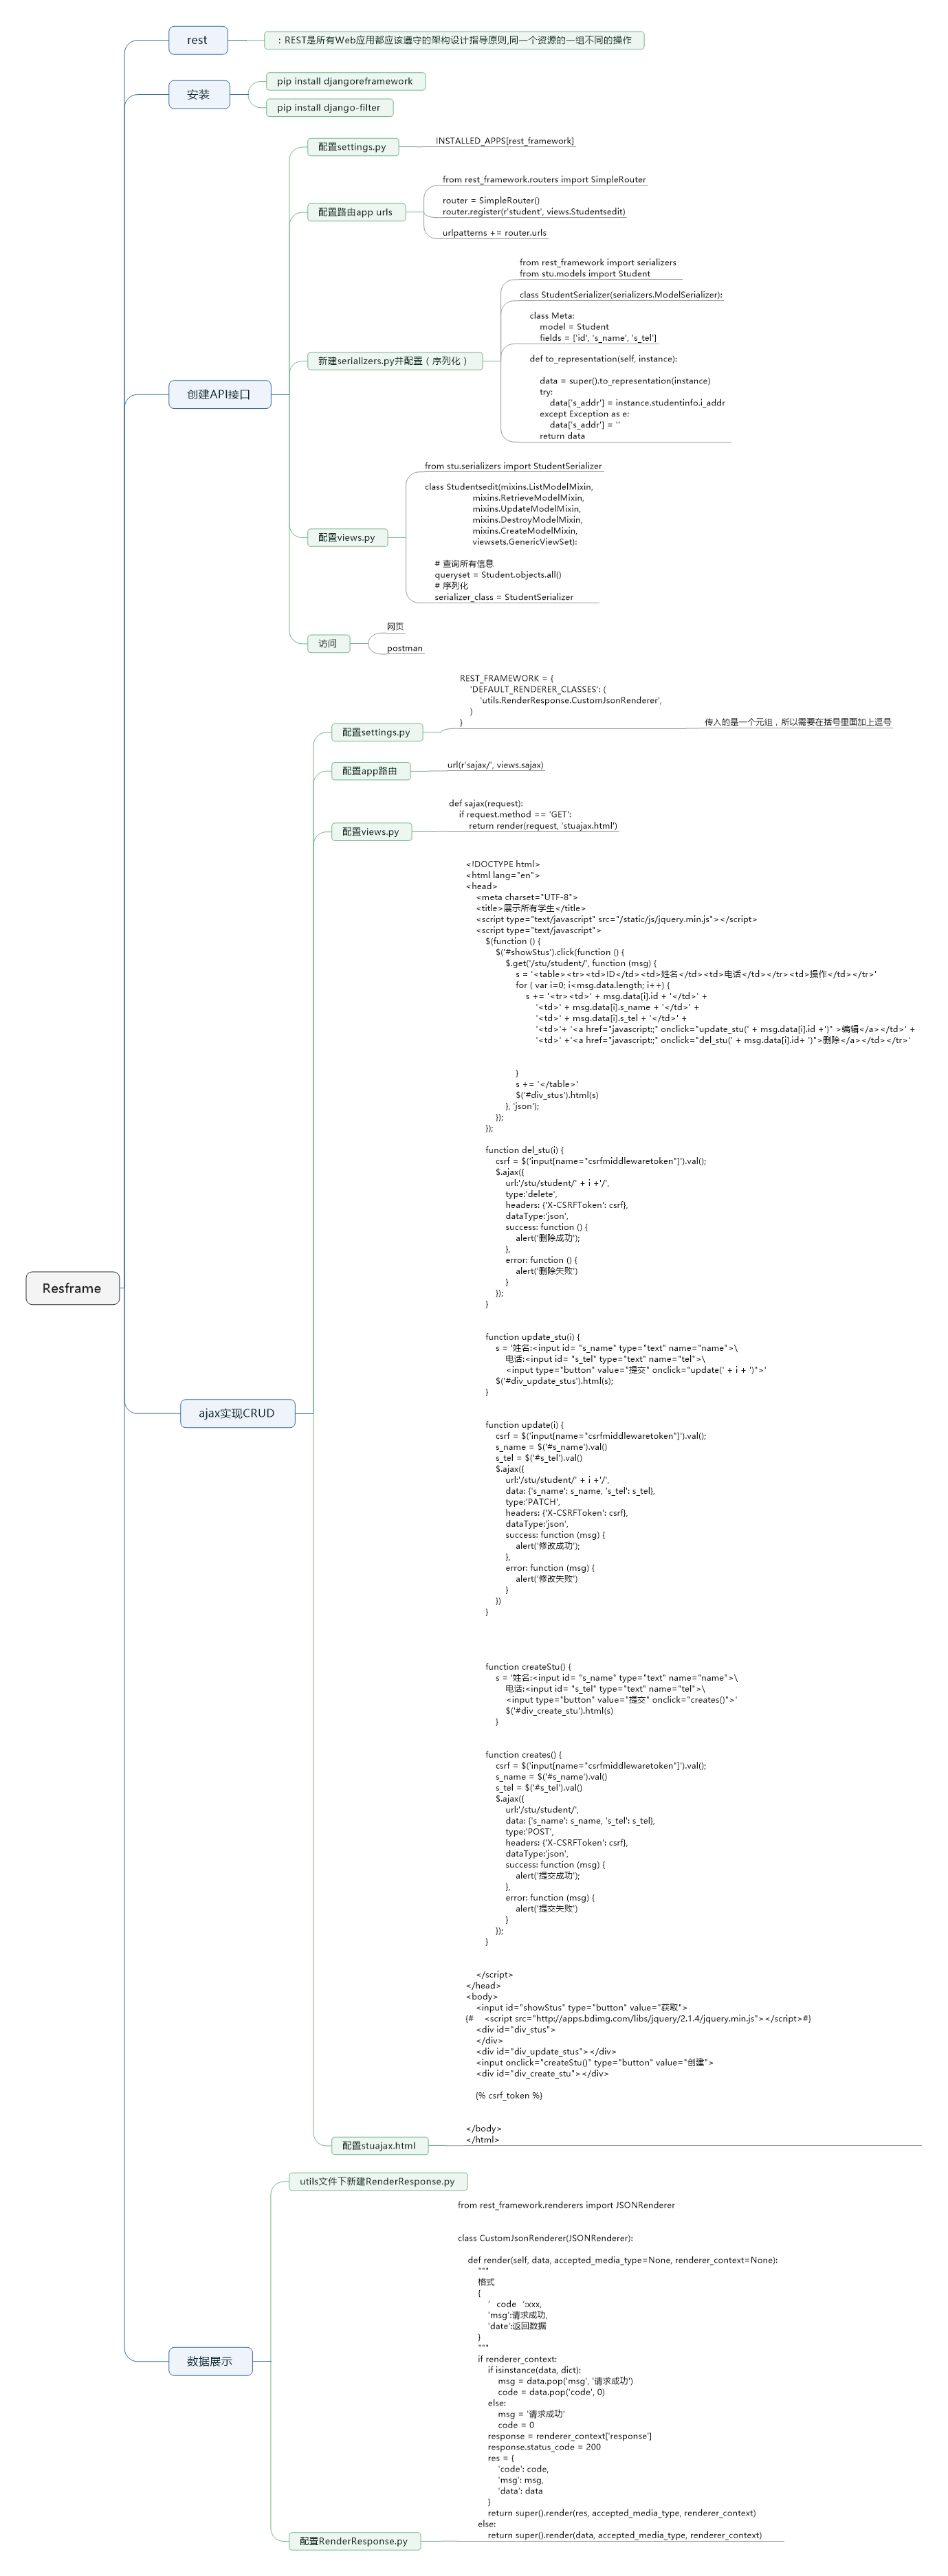 Resframe
rest
：REST是所有Web应用都应该遵守的架构设计指导原则,同一个资源的一组不同的操作
安装
pip install djangoreframework
pip install django-filter
创建API接口
配置settings.py
INSTALLED_APPS[rest_framework]
配置路由app urls
from rest_framework.routers import SimpleRouter
router = SimpleRouter()
router.register(r'student', views.Studentsedit)
urlpatterns += router.urls
新建serializers.py并配置（序列化）
from rest_framework import serializers
from stu.models import Student
class StudentSerializer(serializers.ModelSerializer):
class Meta:
model = Student
fields = ['id', 's_name', 's_tel']
def to_representation(self, instance):
data = super().to_representation(instance)
try:
data['s_addr'] = instance.studentinfo.i_addr
except Exception as e:
data['s_addr'] = ''
return data
配置views.py
from stu.serializers import StudentSerializer
class Studentsedit(mixins.ListModelMixin,
mixins.RetrieveModelMixin,
mixins.UpdateModelMixin,
mixins.DestroyModelMixin,
mixins.CreateModelMixin,
viewsets.GenericViewSet):
# 查询所有信息
queryset = Student.objects.all()
# 序列化
serializer_class = StudentSerializer
访问
网页
postman
ajax实现CRUD
配置settings.py
REST_FRAMEWORK = {
'DEFAULT_RENDERER_CLASSES': (
'utils.RenderResponse.CustomJsonRenderer',
)
}
传入的是一个元组，所以需要在括号里面加上逗号
配置app路由
url(r'sajax/', views.sajax)
配置views.py
def sajax(request):
if request.method == 'GET':
return render(request, 'stuajax.html')
配置stuajax.html
<!DOCTYPE html>
<html lang="en">
<head>
<meta charset="UTF-8">
<title>展示所有学生</title>
<script type="text/javascript" src="/static/js/jquery.min.js"></script>
<script type="text/javascript">
$(function () {
$('#showStus').click(function () {
$.get('/stu/student/', function (msg) {
s = '<table><tr><td>ID</td><td>姓名</td><td>电话</td></tr><td>操作</td></tr>'
for ( var i=0; i<msg.data.length; i++) {
s += '<tr><td>' + msg.data[i].id + '</td>' +
'<td>' + msg.data[i].s_name + '</td>' +
'<td>' + msg.data[i].s_tel + '</td>' +
'<td>'+ '<a href="javascript:;" onclick="update_stu(' + msg.data[i].id +')" >编辑</a></td>' +
'<td>' +'<a href="javascript:;" onclick="del_stu(' + msg.data[i].id+ ')">删除</a></td></tr>'
}
s += '</table>'
$('#div_stus').html(s)
}, 'json');
});
});
function del_stu(i) {
csrf = $('input[name="csrfmiddlewaretoken"]').val();
$.ajax({
url:'/stu/student/' + i +'/',
type:'delete',
headers: {'X-CSRFToken': csrf},
dataType:'json',
success: function () {
alert('删除成功');
},
error: function () {
alert('删除失败')
}
});
}
function update_stu(i) {
s = '姓名:<input id= "s_name" type="text" name="name">\
电话:<input id= "s_tel" type="text" name="tel">\
<input type="button" value="提交" onclick="update(' + i + ')">'
$('#div_update_stus').html(s);
}
function update(i) {
csrf = $('input[name="csrfmiddlewaretoken"]').val();
s_name = $('#s_name').val()
s_tel = $('#s_tel').val()
$.ajax({
url:'/stu/student/' + i +'/',
data: {'s_name': s_name, 's_tel': s_tel},
type:'PATCH',
headers: {'X-CSRFToken': csrf},
dataType:'json',
success: function (msg) {
alert('修改成功');
},
error: function (msg) {
alert('修改失败')
}
})
}
function createStu() {
s = '姓名:<input id= "s_name" type="text" name="name">\
电话:<input id= "s_tel" type="text" name="tel">\
<input type="button" value="提交" onclick="creates()">'
$('#div_create_stu').html(s)
}
function creates() {
csrf = $('input[name="csrfmiddlewaretoken"]').val();
s_name = $('#s_name').val()
s_tel = $('#s_tel').val()
$.ajax({
url:'/stu/student/',
data: {'s_name': s_name, 's_tel': s_tel},
type:'POST',
headers: {'X-CSRFToken': csrf},
dataType:'json',
success: function (msg) {
alert('提交成功');
},
error: function (msg) {
alert('提交失败')
}
});
}
</script>
</head>
<body>
<input id="showStus" type="button" value="获取">
{# <script src="http://apps.bdimg.com/libs/jquery/2.1.4/jquery.min.js"></script>#}
<div id="div_stus">
</div>
<div id="div_update_stus"></div>
<input onclick="createStu()" type="button" value="创建">
<div id="div_create_stu"></div>
{% csrf_token %}
</body>
</html>
数据展示
utils文件下新建RenderResponse.py
配置RenderResponse.py
from rest_framework.renderers import JSONRenderer
class CustomJsonRenderer(JSONRenderer):
def render(self, data, accepted_media_type=None, renderer_context=None):
"""
格式
{
' code ':xxx,
'msg':请求成功,
'date':返回数据
}
"""
if renderer_context:
if isinstance(data, dict):
msg = data.pop('msg', '请求成功')
code = data.pop('code', 0)
else:
msg = '请求成功'
code = 0
response = renderer_context['response']
response.status_code = 200
res = {
'code': code,
'msg': msg,
'data': data
}
return super().render(res, accepted_media_type, renderer_context)
else:
return super().render(data, accepted_media_type, renderer_context)